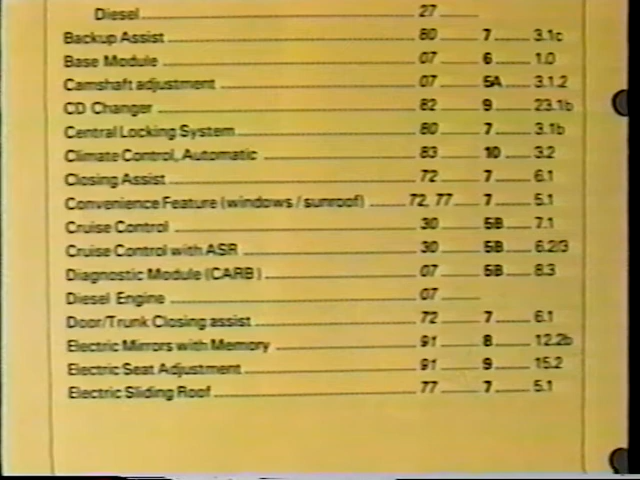 Diesel 27
Backup Assist 80 7 3.1c
Base Module 07 6 1.0
Camshaft adjustment 07 5A 3.1.2
CD Changer 82 9 23.1b
Central Locking System 80 7 3.1b
Climate Control, Automatic 83 10 3.2
Closing Assist 72 7 6.1
Convenience Feature (windows / sunroof) 72, 77 7 5.1
Cruise Control 30 5B 7.1
Cruise Control with ASR 30 5B 6.2/3
Diagnostic Module (CARB) 07 5B 8.3
Diesel Engine 07
Door/Trunk Closing assist 72 7 6.1
Electric Mirrors with Memory 91 8 12.2b
Electric Seat Adjustment 91 9 15.2
Electric Sliding Roof 77 7 5.1